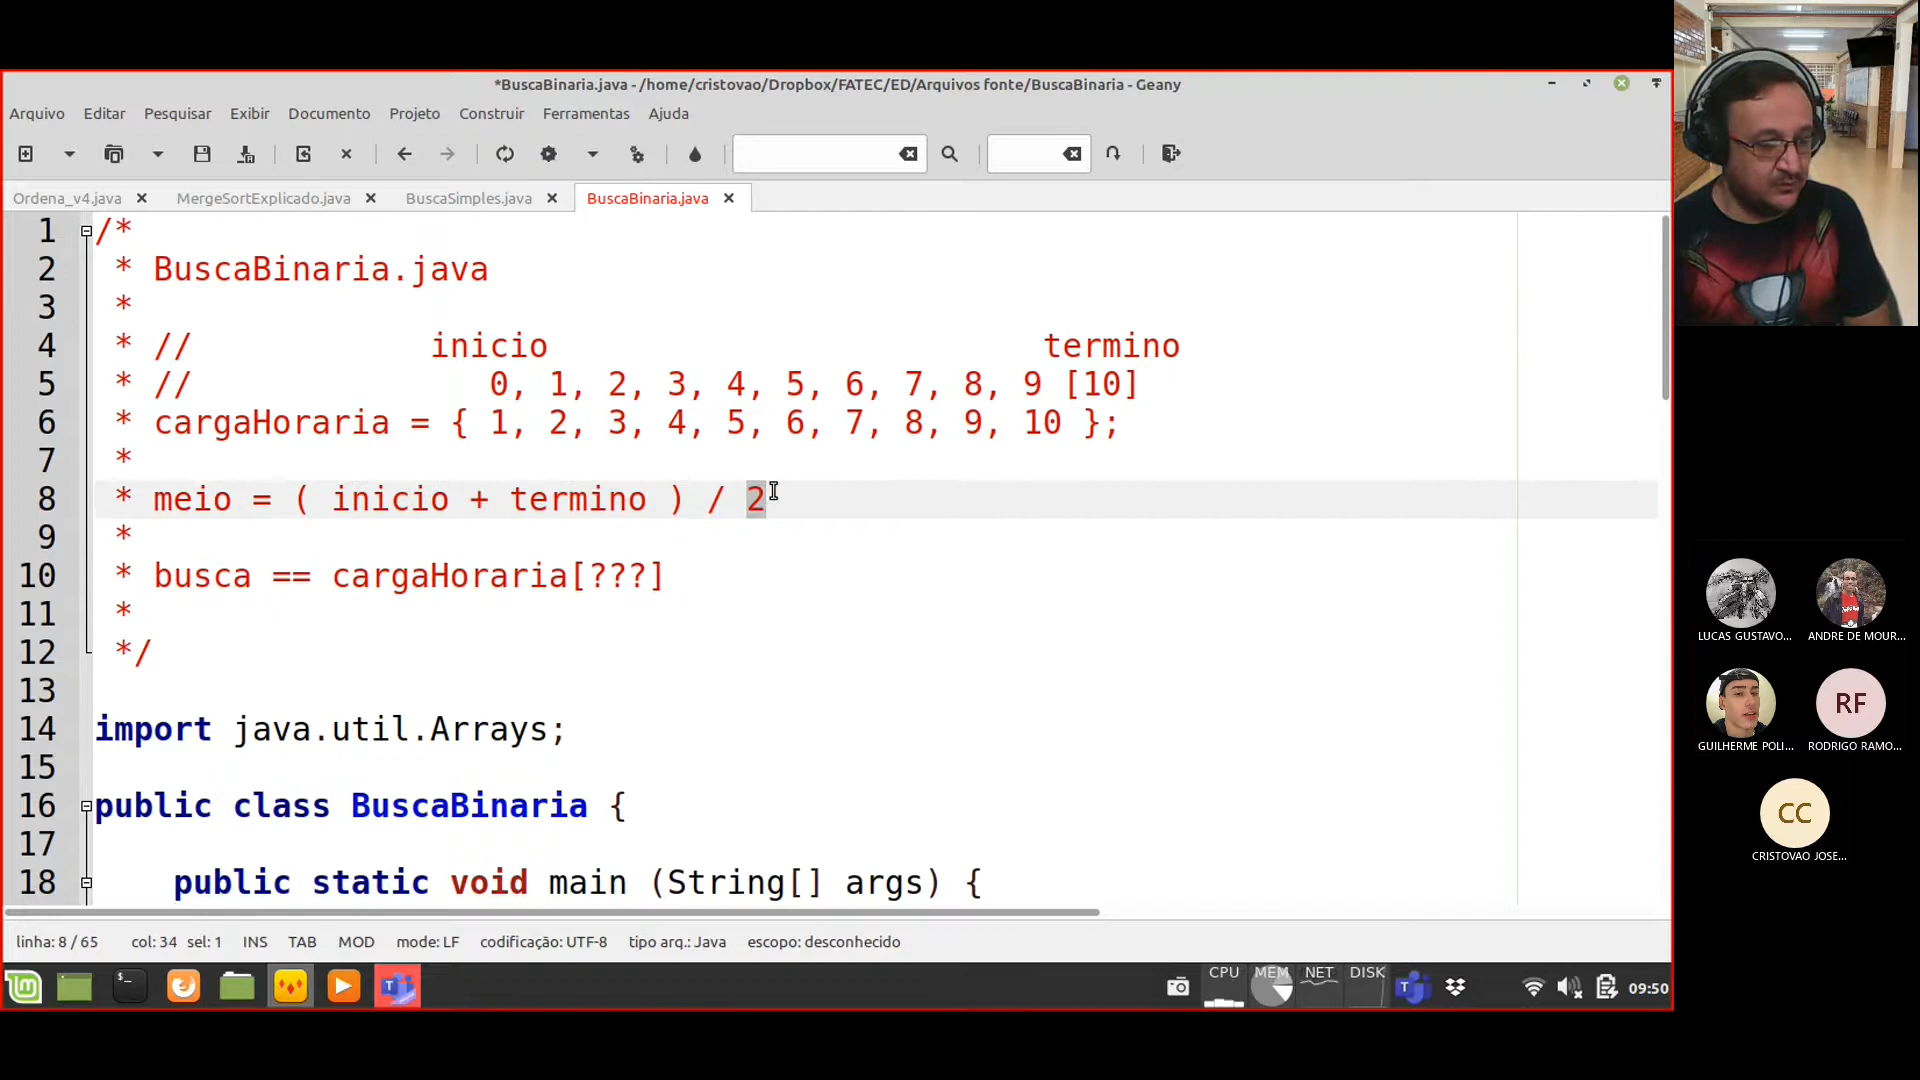 *BuscaBinaria.java - /home/cristovao/Dropbox/FATEC/ED/Arquivos fonte/BuscaBinaria - Geany
Arquivo Editar Pesquisar Exibir Documento Projeto Construir Ferramentas Ajuda
Ordena_v4.java MergeSortExplicado.java BuscaSimples.java BuscaBinaria.java
1 /*
2 * BuscaBinaria.java
3 *
4 * // inicio termino
5 * // 0, 1, 2, 3, 4, 5, 6, 7, 8, 9 [10]
6 * cargaHoraria = { 1, 2, 3, 4, 5, 6, 7, 8, 9, 10 };
7 *
8 * meio = ( inicio + termino ) / 2
9 *
10 * busca == cargaHoraria[???]
11 *
12 */
13
14 import java.util.Arrays;
15
16 public class BuscaBinaria {
17
18 public static void main (String[] args) {
linha: 8 / 65 col: 34 sel: 1 INS TAB MOD mode: LF codificação: UTF-8 tipo arq.: Java escopo: desconhecido
CPU MEM NET DISK 09:50
LUCAS GUSTAVO... ANDRE DE MOUR...
RF
GUILHERME POLI... RODRIGO RAMO...
CC
CRISTOVAO JOSE...